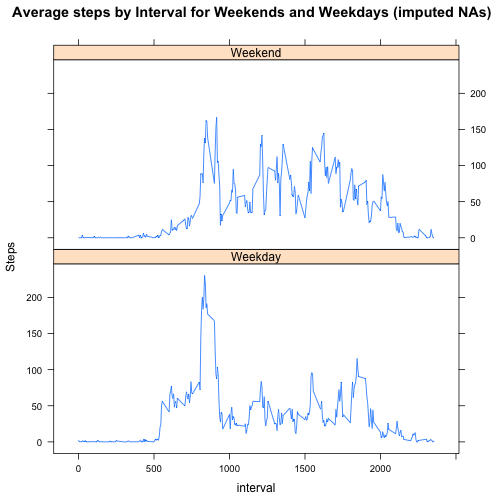 Average steps by Interval for Weekends and Weekdays (imputed NAs)
Weekend
200
150
100
50
0
Steps
Weekday
200
150
100
50
0
0 500 1000 1500 2000
interval